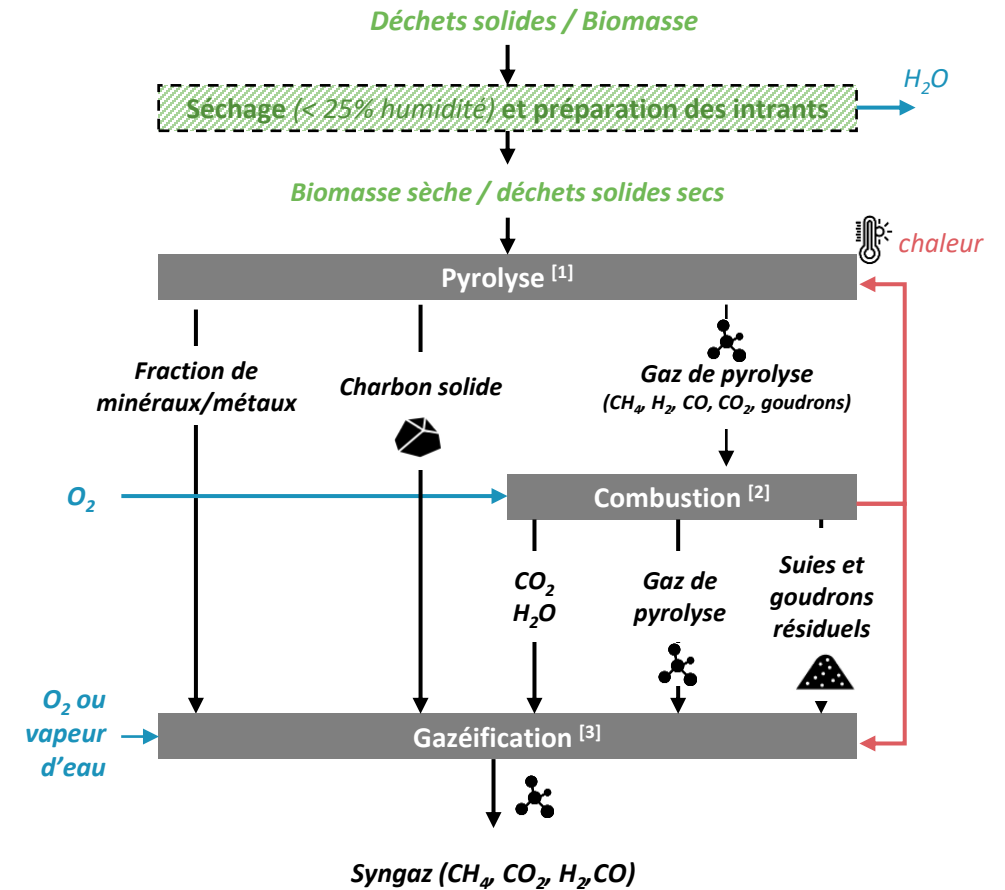 Déchets solides / Biomasse
H₂O
Séchage (< 25% humidité) et préparation des intrants
Biomasse sèche / déchets solides secs
chaleur
Pyrolyse [1]
Fraction de
minéraux/métaux
Charbon solide
Gaz de pyrolyse
(CH₄, H₂, CO, CO₂, goudrons)
O₂
Combustion [2]
CO₂
H₂O
Gaz de
pyrolyse
Suies et
goudrons
résiduels
O₂ ou
vapeur
d'eau
Gazéification [3]
Syngaz (CH₄, CO₂, H₂,CO)